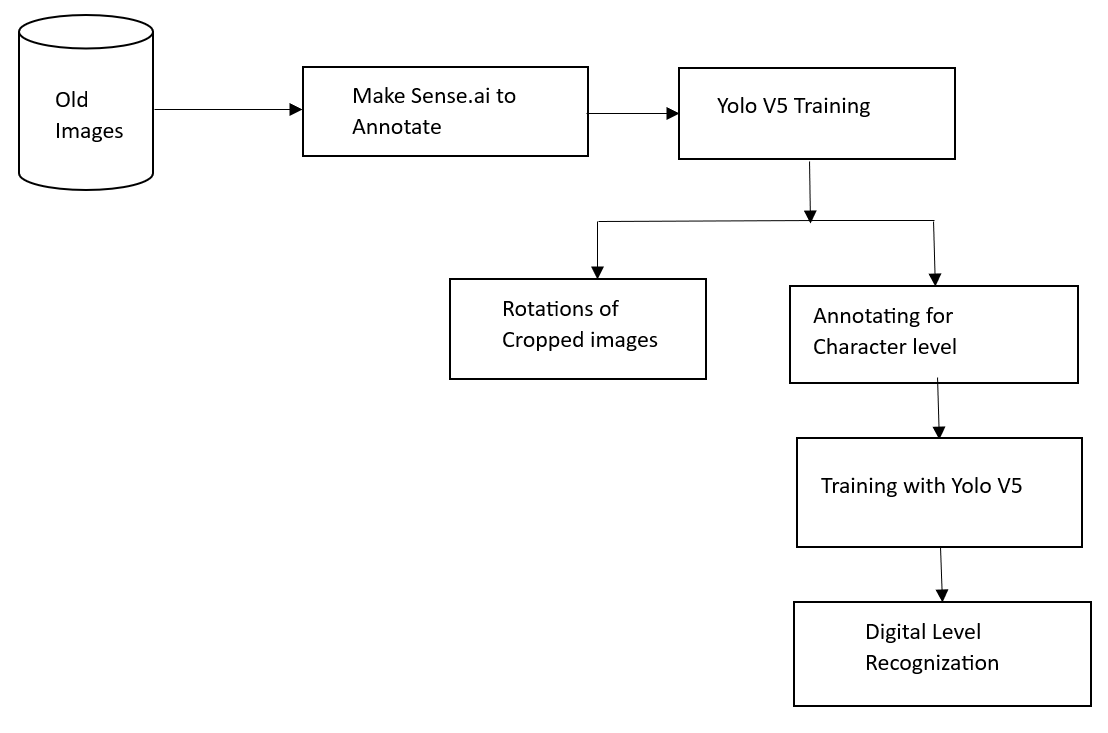 Old
Images
Make Sense.ai to
Annotate
Yolo V5 Training
Rotations of
Cropped images
Annotating for
Character level
Training with Yolo V5
Digital Level
Recognization